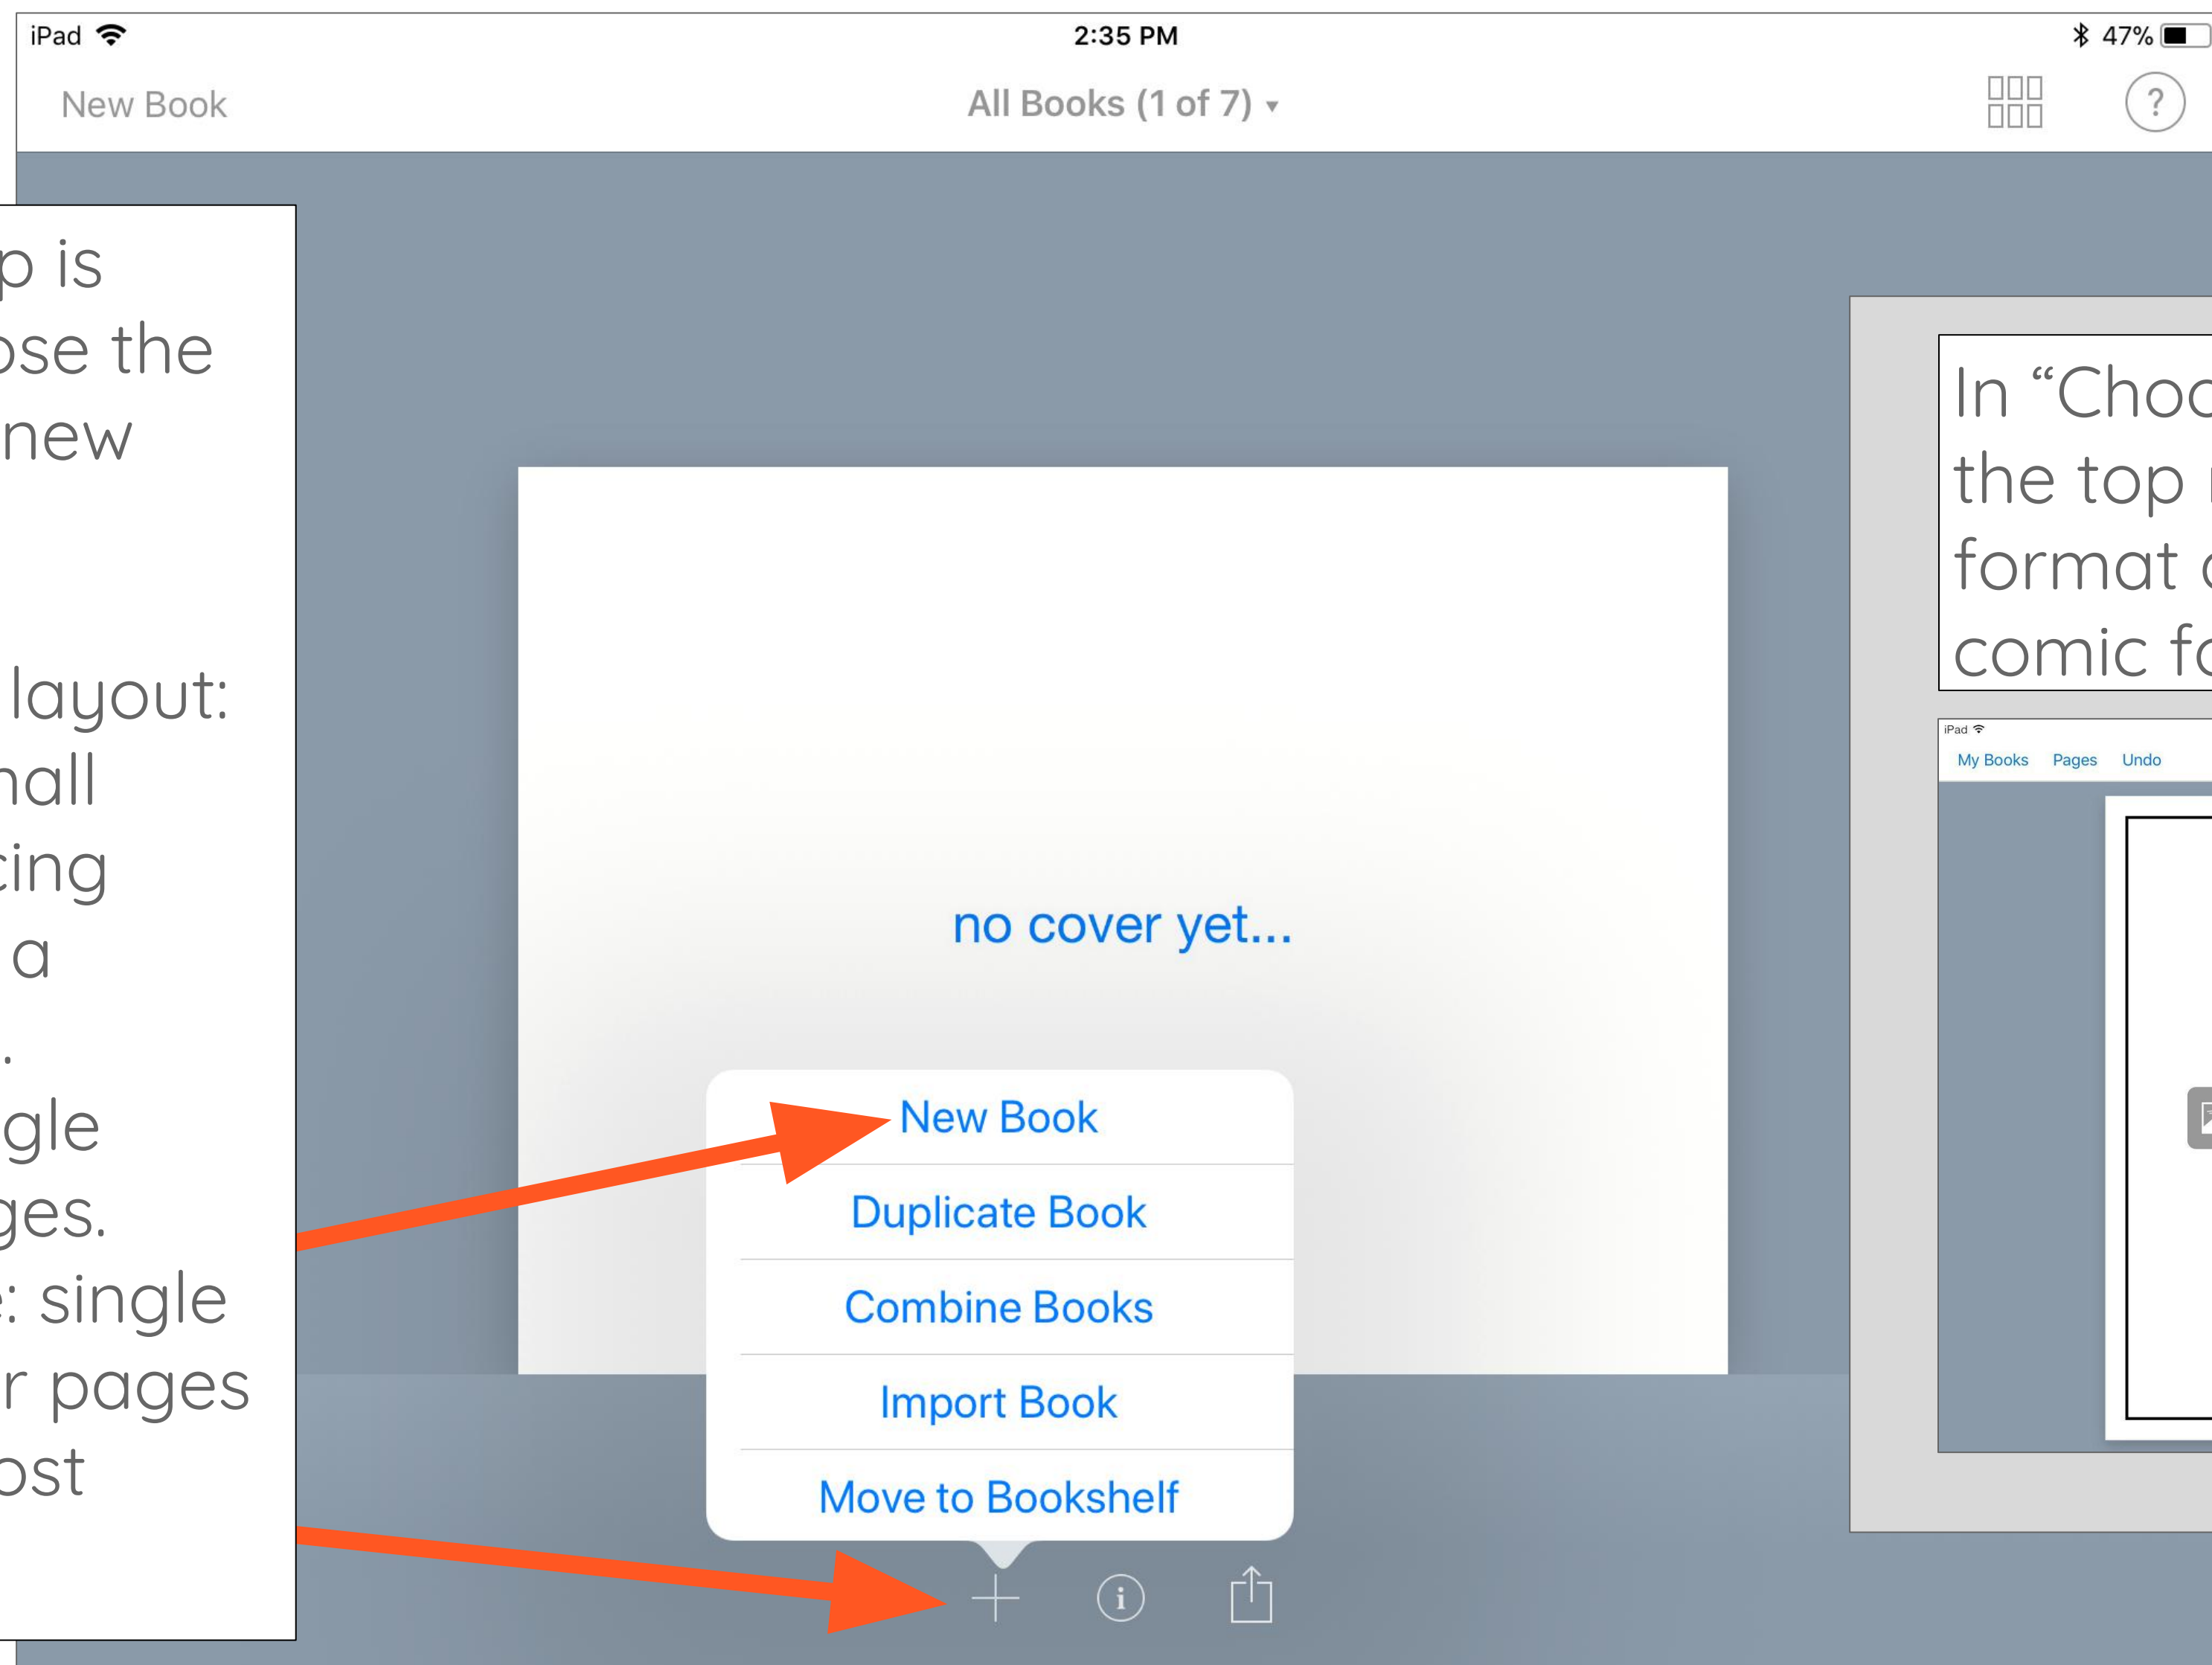 iPad
2:35 PM
47%
New Book
All Books (1 of 7)
?
p is
ose the
new
layout:
nall
cing
a
.
gle
ges.
e: single
r pages
ost
no cover yet...
New Book
Duplicate Book
Combine Books
Import Book
Move to Bookshelf
i
In “Choo
the top
format
comic fo
iPad
My Books Pages Undo